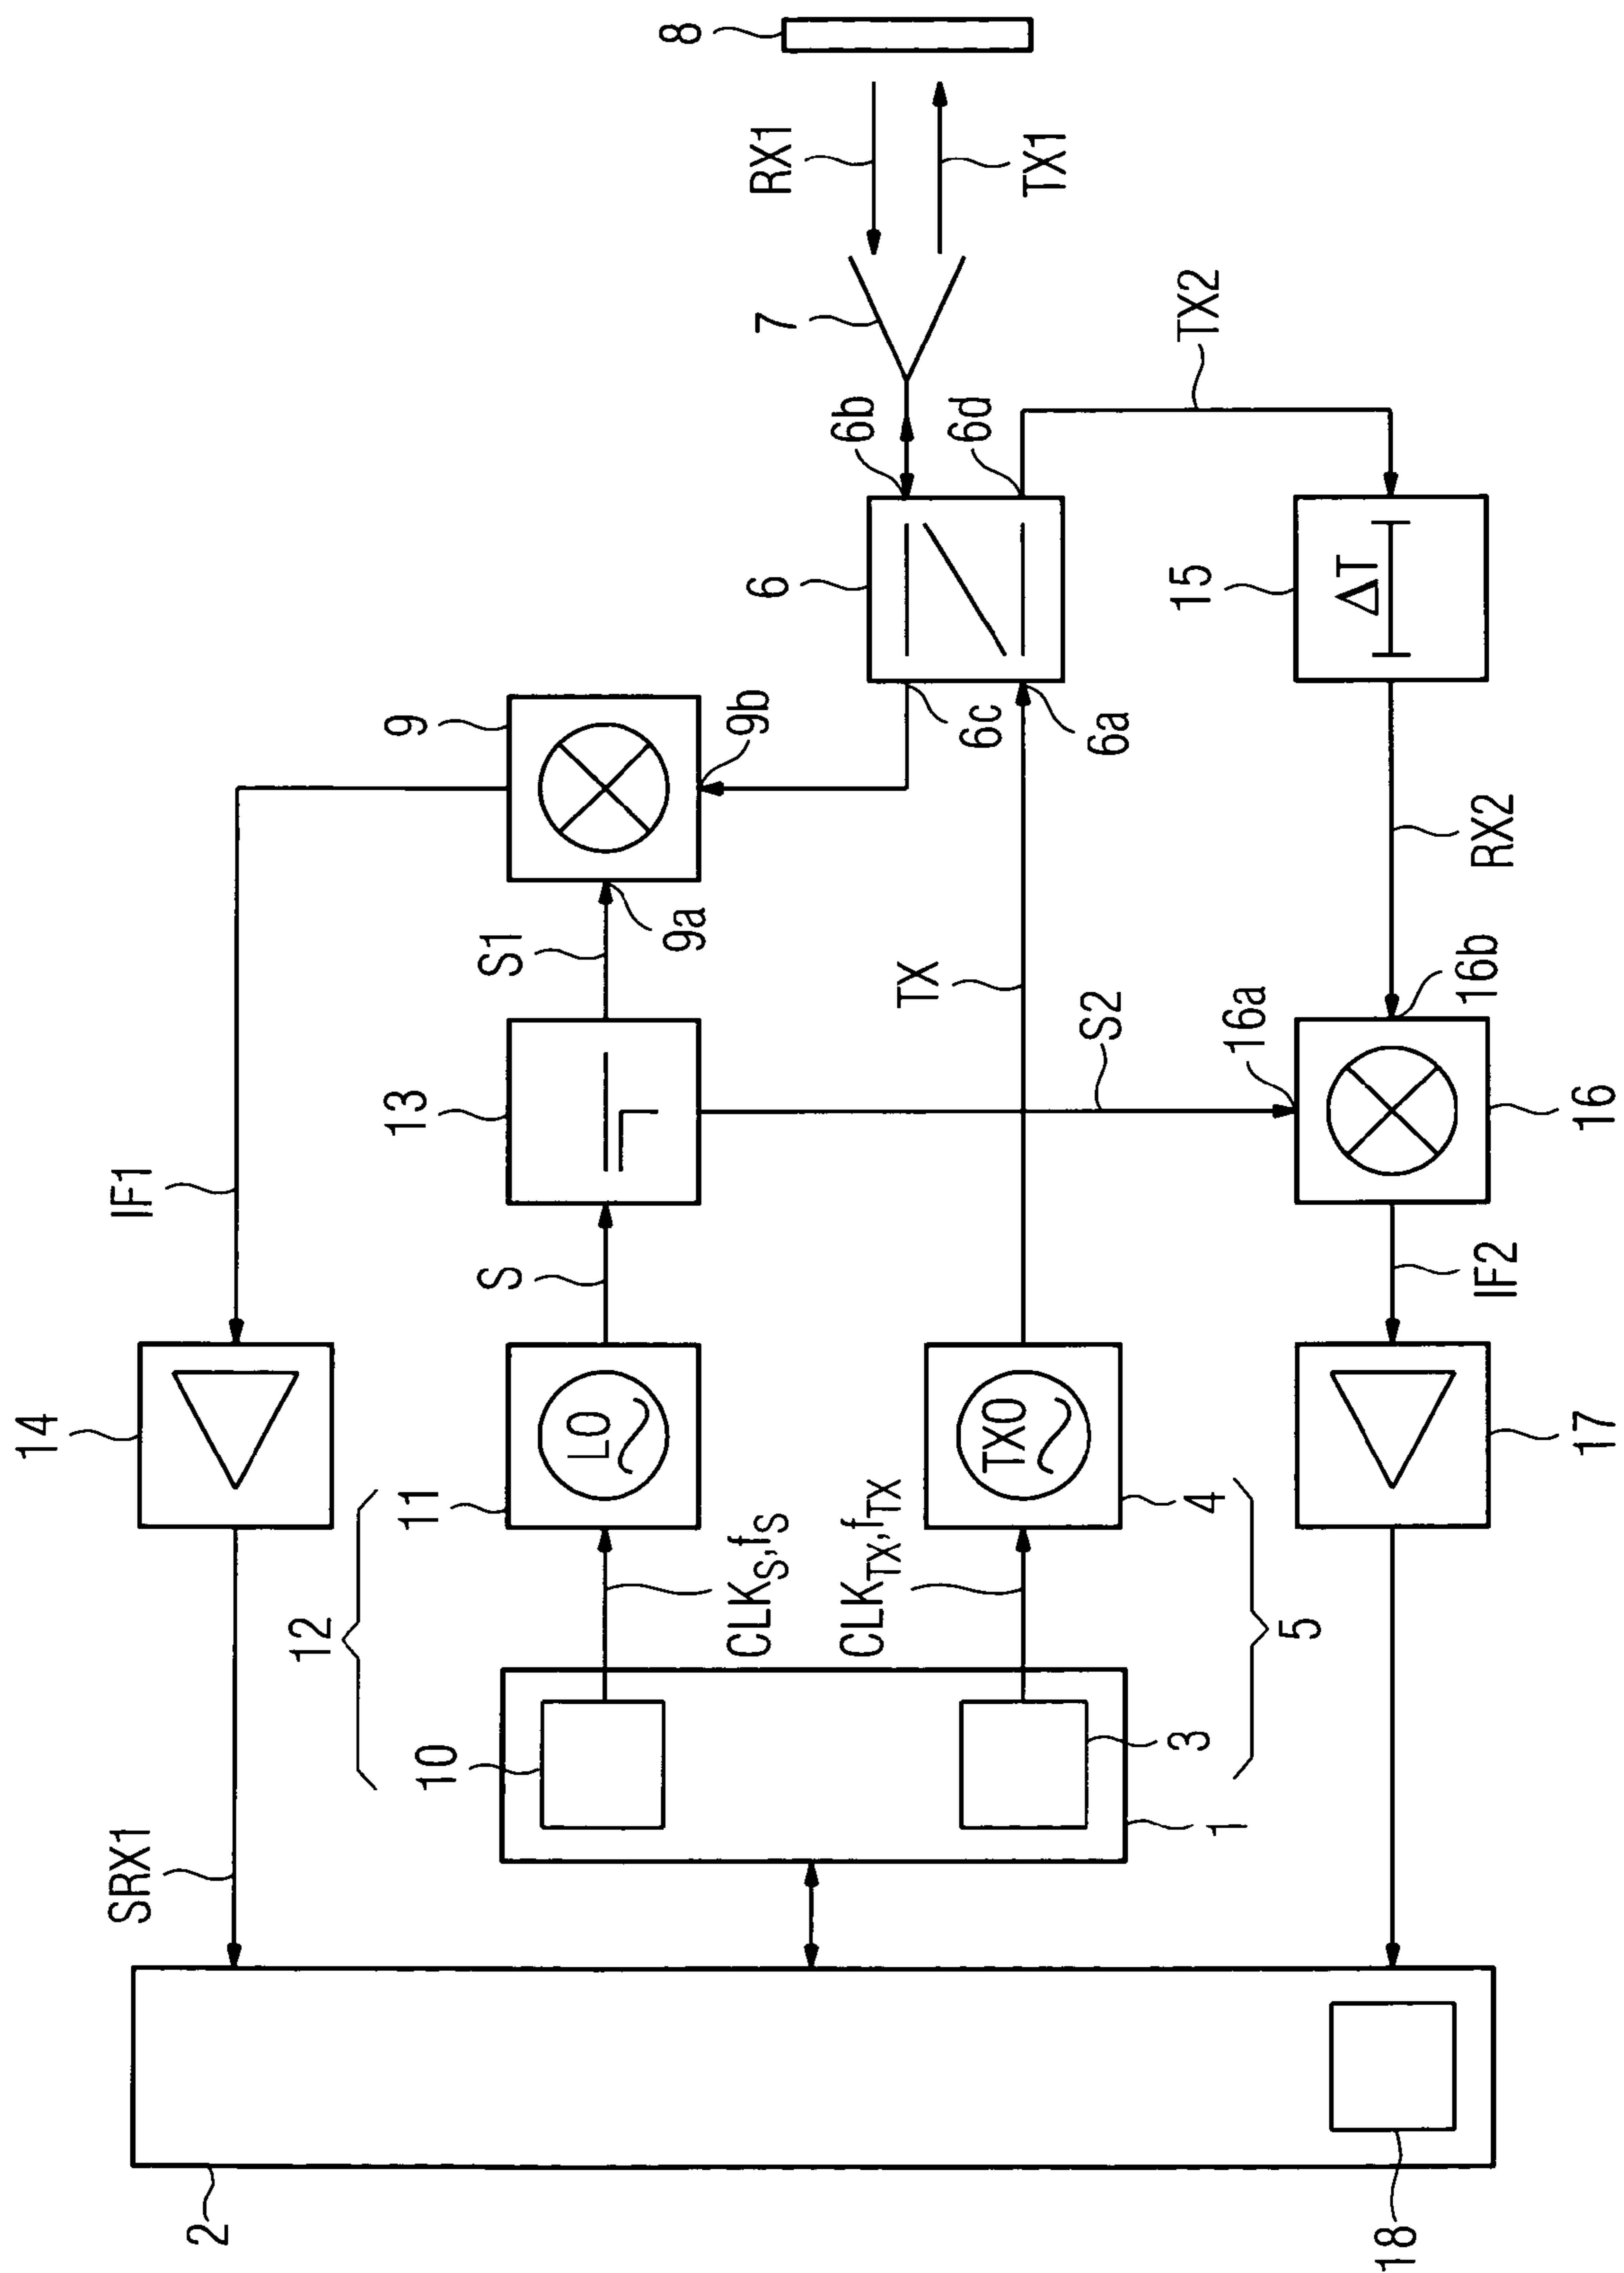 8
RX1
TX1
7
TX2
6b
6d
6
15
ΔT
9
9b
6c
6a
RX2
S1
9a
TX
S2
16a
16b
13
16
IF1
S
IF2
14
11
LO
TXO
4
17
12
CLKS,fS
CLKTX,fTX
5
10
3
1
SRX1
2
18